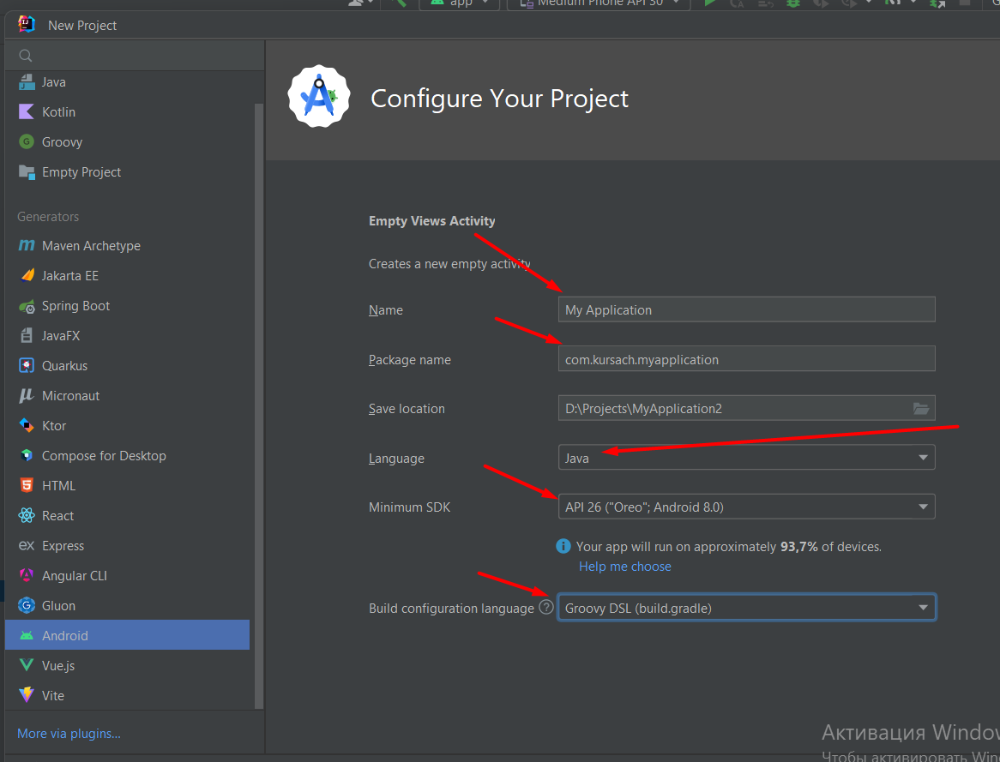 app
Medium Phone API 30
New Project
Java
Kotlin
Groovy
Empty Project
Generators
Maven Archetype
Jakarta EE
Spring Boot
JavaFX
Quarkus
Micronaut
Ktor
Compose for Desktop
HTML
React
Express
Angular CLI
Gluon
Android
Vue.js
Vite
More via plugins...
Configure Your Project
Empty Views Activity
Creates a new empty activity
Name
My Application
Package name
com.kursach.myapplication
Save location
D:\Projects\MyApplication2
Language
Java
Minimum SDK
API 26 ("Oreo"; Android 8.0)
Your app will run on approximately 93,7% of devices.
Help me choose
Build configuration language
Groovy DSL (build.gradle)
Активация Window
Чтобы активировать Win